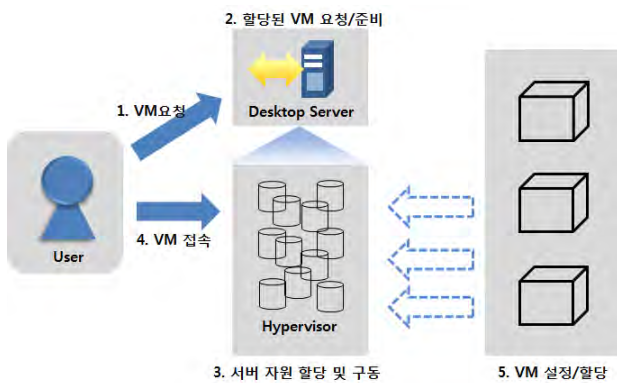 2. 할당된 VM 요청/준비
Desktop Server
1. VM요청
User
4. VM 접속
Hypervisor
3. 서버 자원 할당 및 구동
5. VM 설정/할당